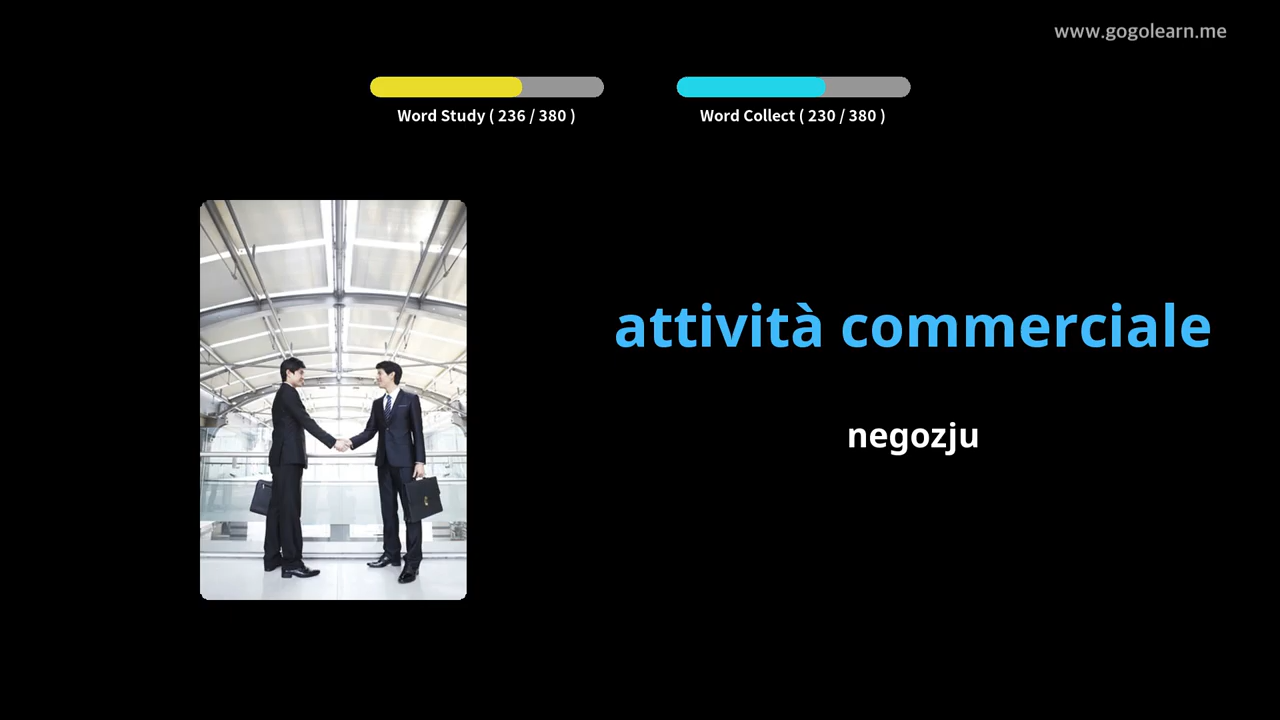 www.gogolearn.me
Word Study ( 236 / 380 )
Word Collect ( 230 / 380 )
attività commerciale
negozju